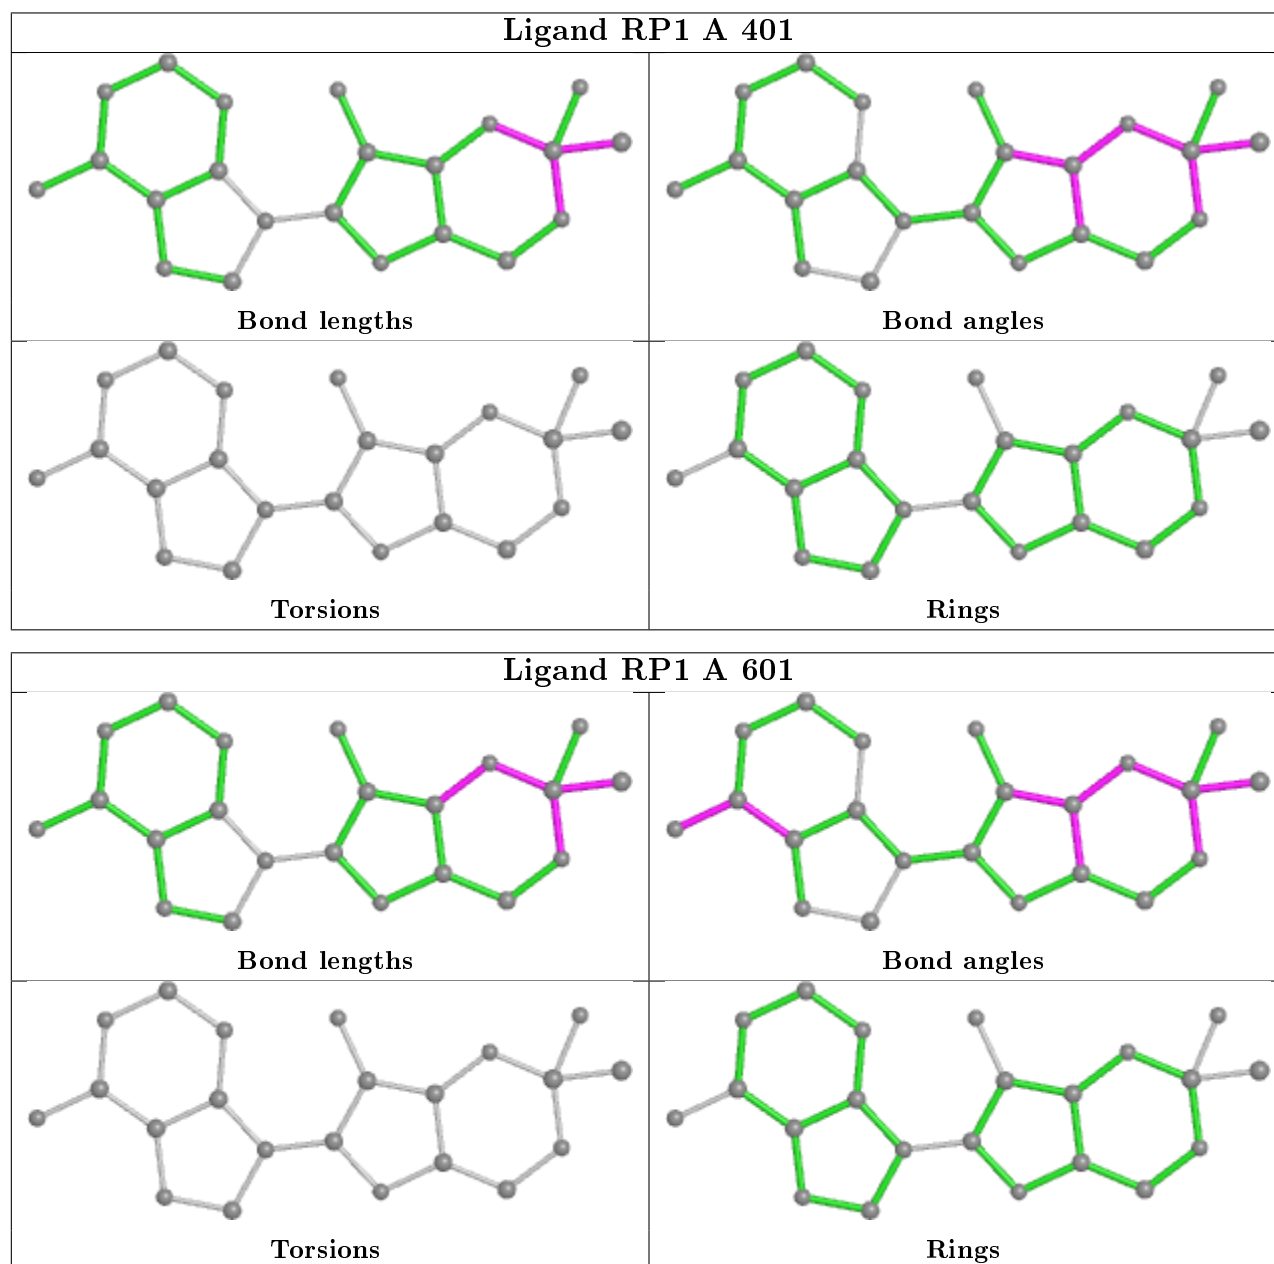 Ligand RP1 A 401
Bond lengths
Bond angles
Torsions
Rings
Ligand RP1 A 601
Bond lengths
Bond angles
Torsions
Rings